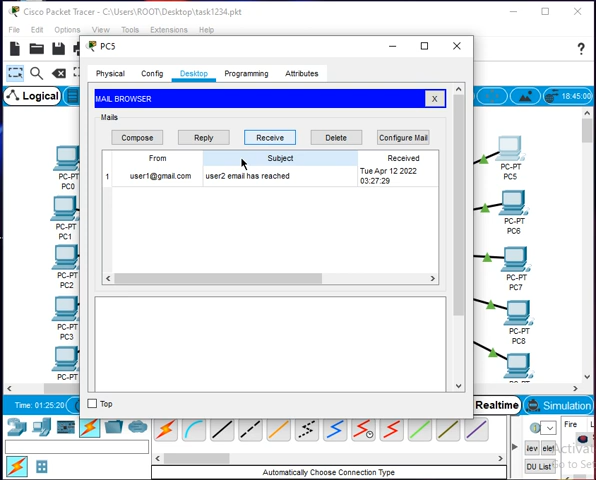 Cisco Packet Tracer - C:\Users\ROOT\Desktop\task1234.pkt
File Edit Options View Tools Extensions Help
Logical
18:45:00
PC5
Physical Config Desktop Programming Attributes
MAIL BROWSER
X
Mails
Compose Reply Receive Delete Configure Mail
From Subject Received
1 user1@gmail.com user2 email has reached Tue Apr 12 2022
03:27:29
Top
PC-PT
PC0
PC-PT
PC1
PC-PT
PC2
PC-PT
PC3
PC-PT
PC-PT
PC5
PC-PT
PC6
PC-PT
PC7
PC-PT
PC8
PC-PT
Time: 01:25:20
Realtime
Simulation
Fire
DU List
Automatically Choose Connection Type